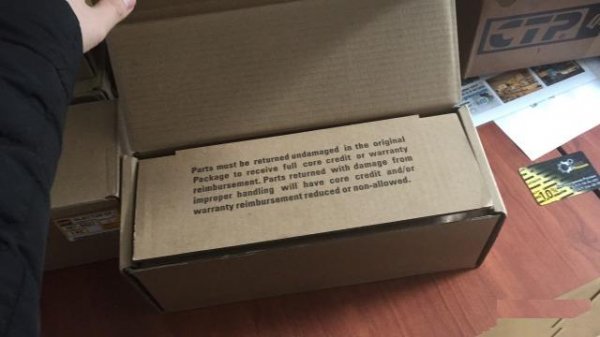 CTP
Parts must be returned undamaged in the original
Package to receive full core credit or warranty
reimbursement. Parts returned with damage from
improper handling will have core credit and/or
warranty reimbursement reduced or non-allowed.